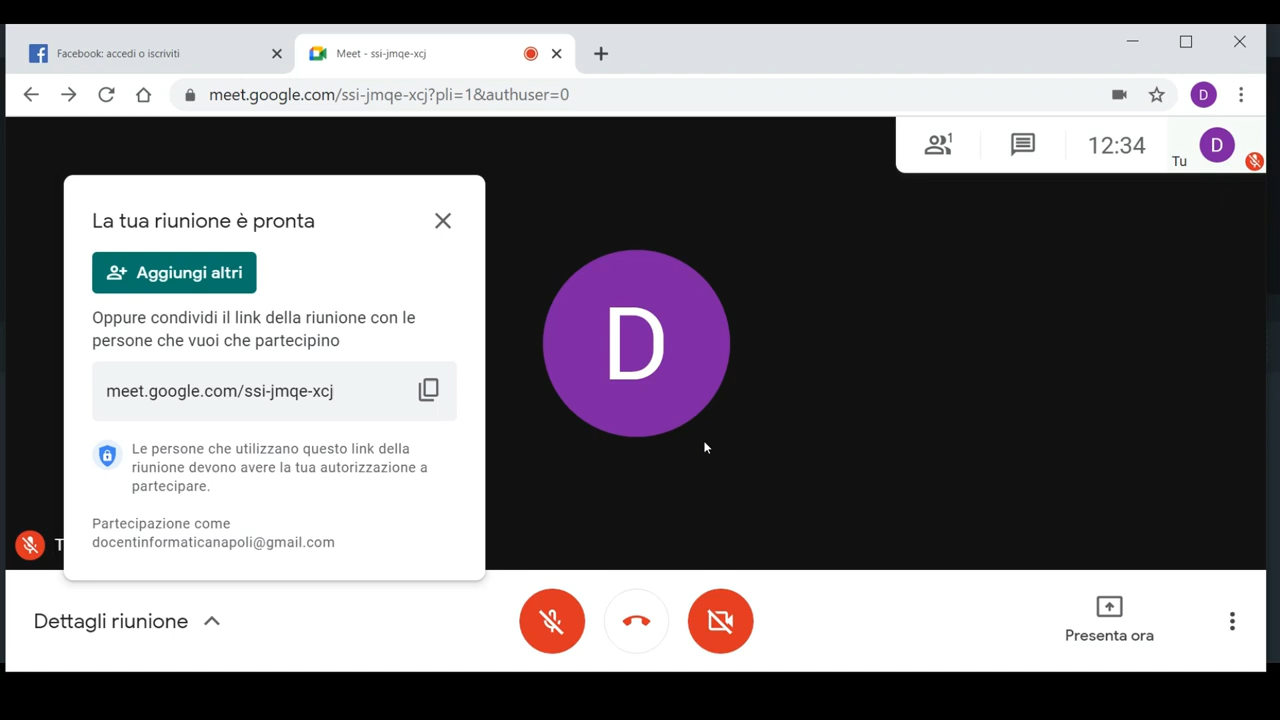 Facebook: accedi o iscriviti
Meet - ssi-jmqe-xcj
meet.google.com/ssi-jmqe-xcj?pli=1&authuser=0
D
1
12:34
Tu
D
La tua riunione è pronta
Aggiungi altri
Oppure condividi il link della riunione con le
persone che vuoi che partecipino
meet.google.com/ssi-jmqe-xcj
Le persone che utilizzano questo link della
riunione devono avere la tua autorizzazione a
partecipare.
Partecipazione come
docentinformaticanapoli@gmail.com
D
Dettagli riunione
Presenta ora